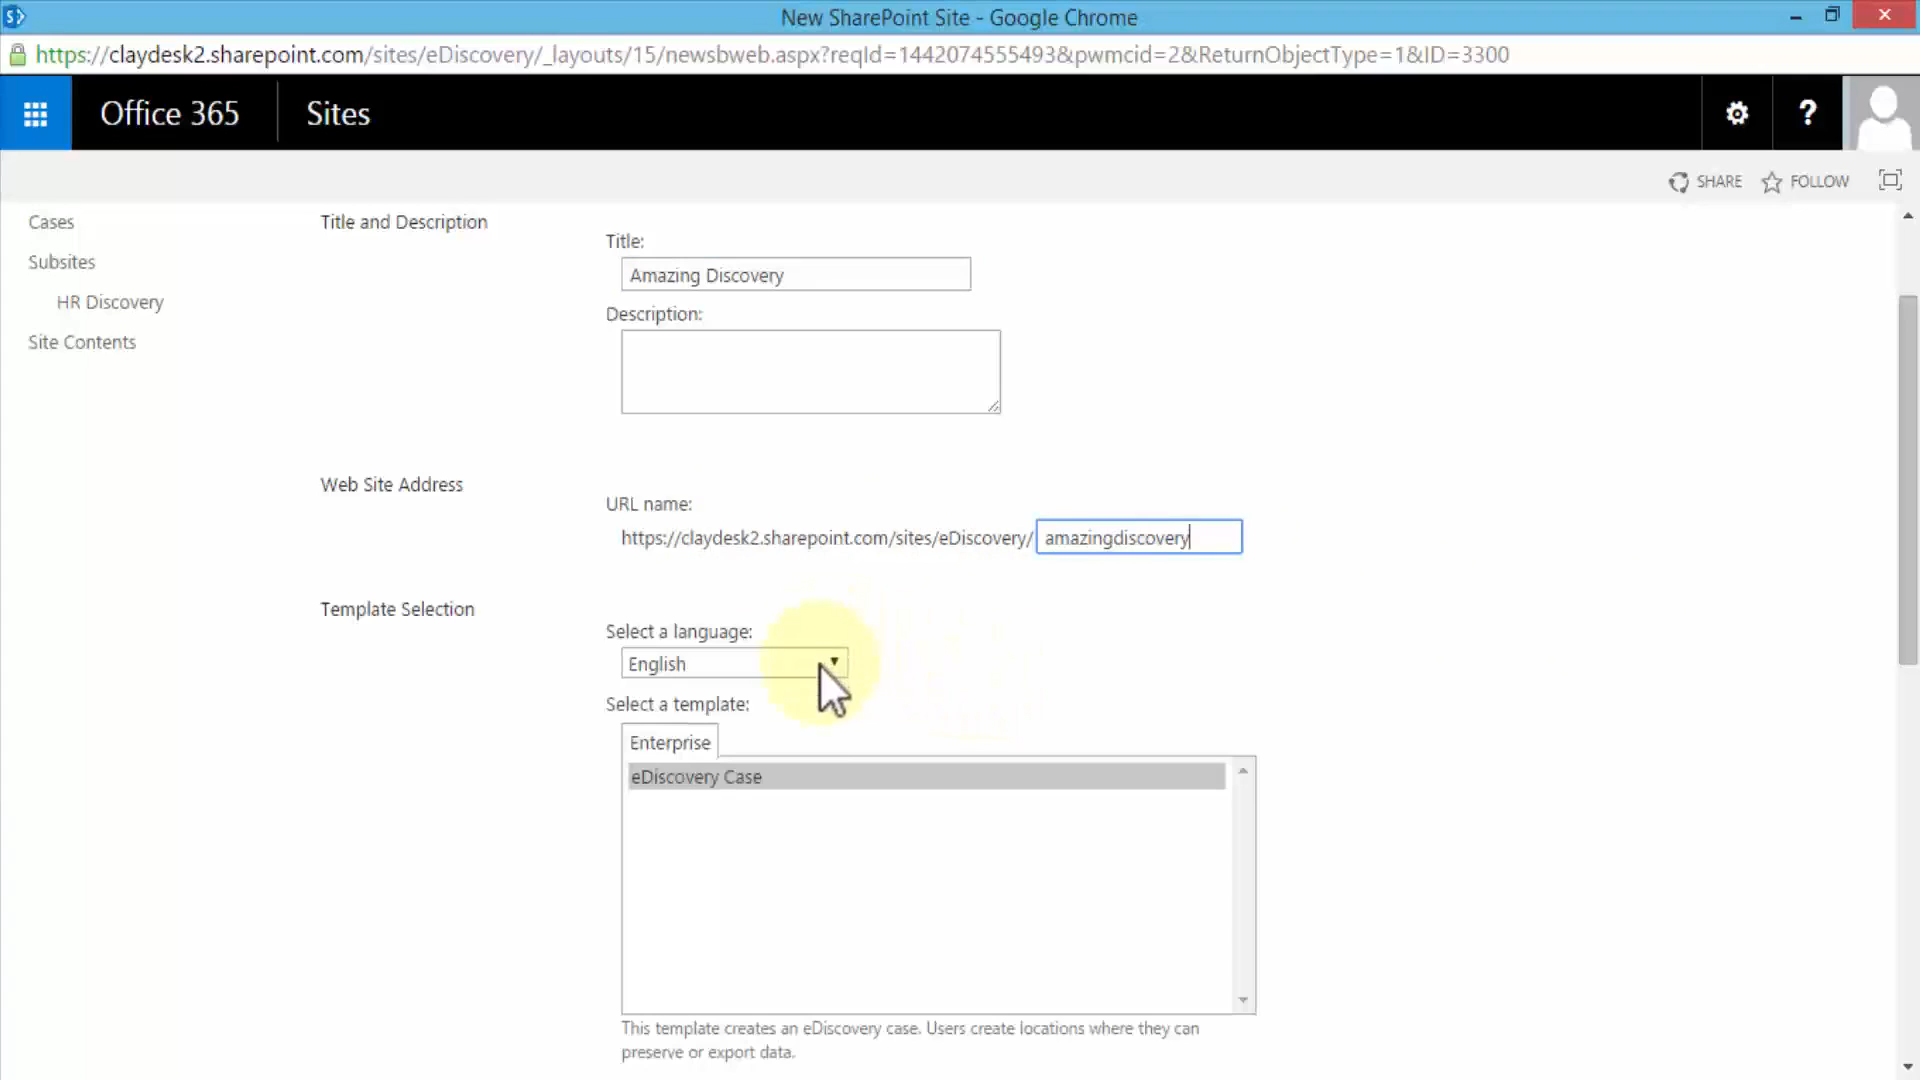 New SharePoint Site - Google Chrome
https://claydesk2.sharepoint.com/sites/eDiscovery/_layouts/15/newsbweb.aspx?reqId=1442074555493&pwmcid=2&ReturnObjectType=1&ID=3300
Office 365
Sites
?
SHARE
FOLLOW
Cases
Subsites
HR Discovery
Site Contents
Title and Description
Title:
Amazing Discovery
Description:
Web Site Address
URL name:
https://claydesk2.sharepoint.com/sites/eDiscovery/
amazingdiscovery
Template Selection
Select a language:
English
Select a template:
Enterprise
eDiscovery Case
This template creates an eDiscovery case. Users create locations where they can
preserve or export data.